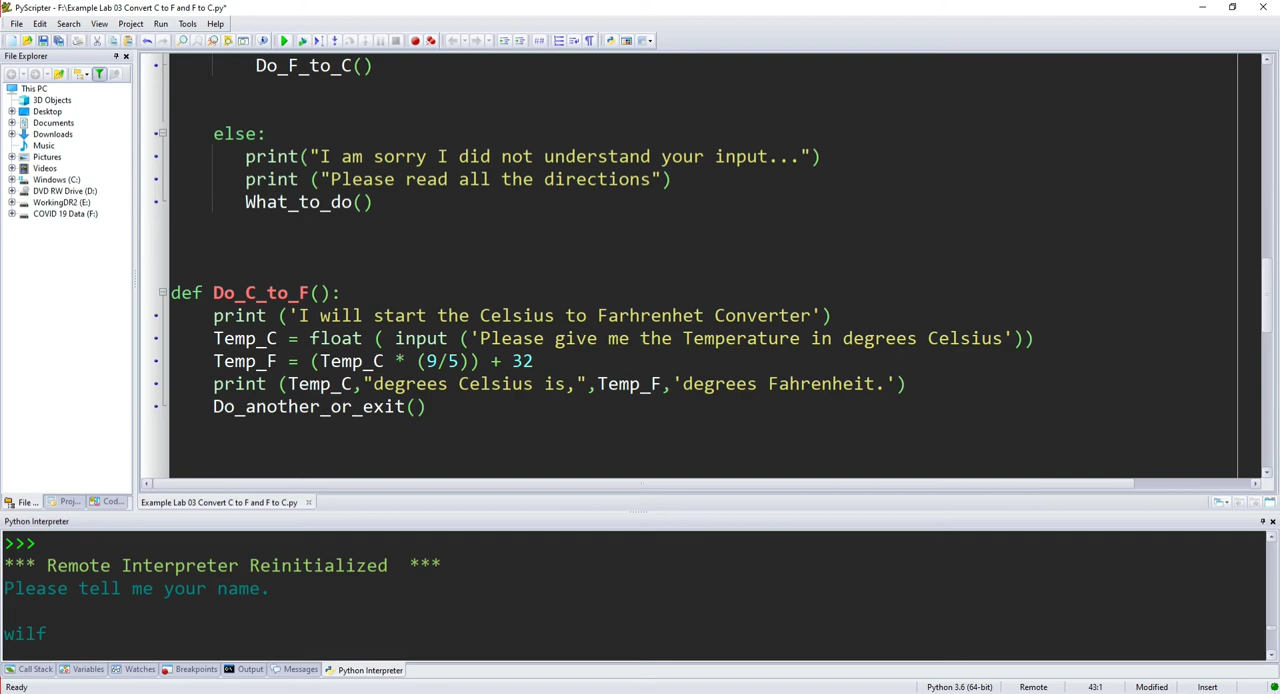 PyScripter - F:\Example Lab 03 Convert C to F and F to C.py*
File Edit Search View Project Run Tools Help
File Explorer
This PC
3D Objects
Desktop
Documents
Downloads
Music
Pictures
Videos
Windows (C:)
DVD RW Drive (D:)
WorkingDR2 (E:)
COVID 19 Data (F:)
File ... Proj... Cod...
Do_F_to_C()
else:
print("I am sorry I did not understand your input...")
print ("Please read all the directions")
What_to_do()
def Do_C_to_F():
print ('I will start the Celsius to Farhrenhet Converter')
Temp_C = float ( input ('Please give me the Temperature in degrees Celsius'))
Temp_F = (Temp_C * (9/5)) + 32
print (Temp_C,"degrees Celsius is,",Temp_F,'degrees Fahrenheit.')
Do_another_or_exit()
Example Lab 03 Convert C to F and F to C.py
Python Interpreter
>>>
*** Remote Interpreter Reinitialized ***
Please tell me your name.
wilf
Call Stack Variables Watches Breakpoints Output Messages Python Interpreter
Ready Python 3.6 (64-bit) Remote 43:1 Modified Insert